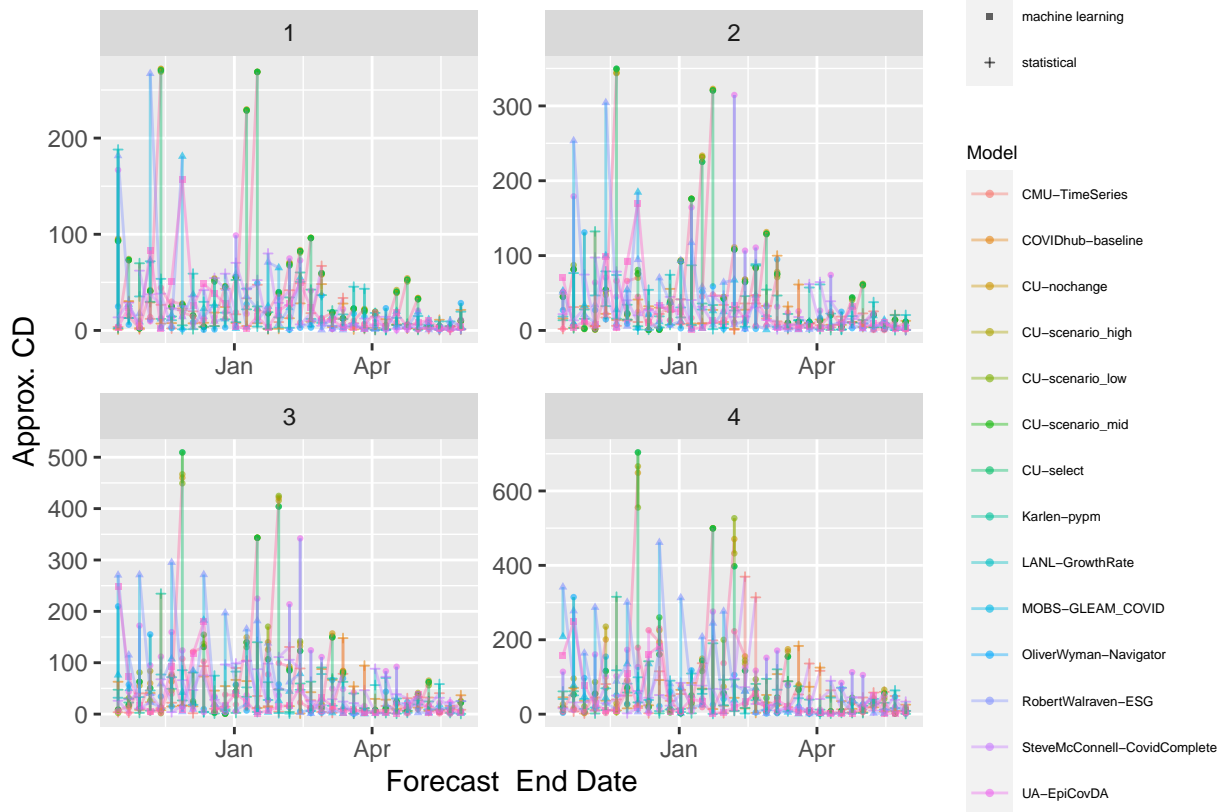 1
2
200
100
0
300
200
100
0
Jan
Apr
Jan
Apr
3
4
500
400
300
200
100
0
600
400
200
0
Jan
Apr
Jan
Apr
Approx. CD
Forecast  End Date
machine learning
statistical
Model
CMU−TimeSeries
COVIDhub−baseline
CU−nochange
CU−scenario_high
CU−scenario_low
CU−scenario_mid
CU−select
Karlen−pypm
LANL−GrowthRate
MOBS−GLEAM_COVID
OliverWyman−Navigator
RobertWalraven−ESG
SteveMcConnell−CovidComplete
UA−EpiCovDA